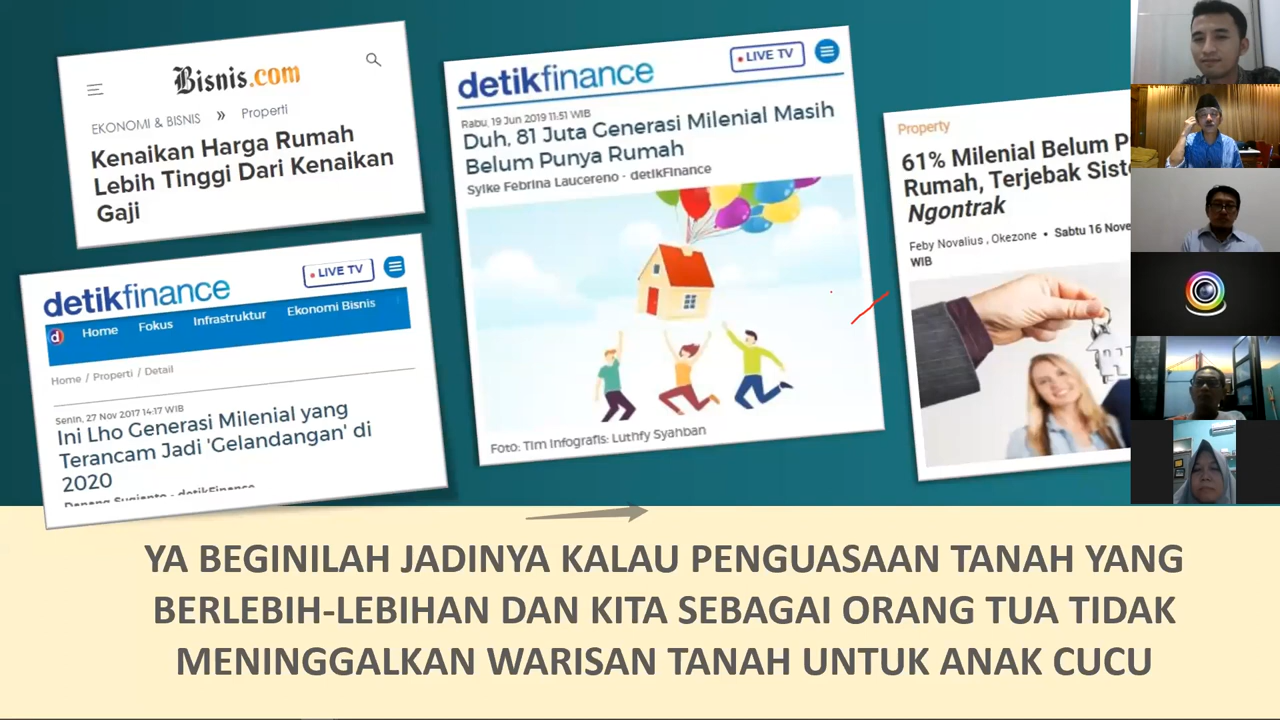 Bisnis.com
EKONOMI & BISNIS » Properti
Kenaikan Harga Rumah
Lebih Tinggi Dari Kenaikan
Gaji
detikfinance
LIVE TV
d Home Fokus Infrastruktur Ekonomi Bisnis
Home / Properti / Detail
Senin, 27 Nov 2017 14:17 WIB
Ini Lho Generasi Milenial yang
Terancam Jadi 'Gelandangan' di
2020
Danang Sugianto - detikFinance
detikfinance
LIVE TV
Rabu, 19 Jun 2019 11:51 WIB
Duh, 81 Juta Generasi Milenial Masih
Belum Punya Rumah
Sylke Febrina Laucereno - detikFinance
Foto: Tim Infografis: Luthfy Syahban
Property
61% Milenial Belum P
Rumah, Terjebak Siste
Ngontrak
Feby Novalius , Okezone • Sabtu 16 Nove
WIB
YA BEGINILAH JADINYA KALAU PENGUASAAN TANAH YANG
BERLEBIH-LEBIHAN DAN KITA SEBAGAI ORANG TUA TIDAK
MENINGGALKAN WARISAN TANAH UNTUK ANAK CUCU